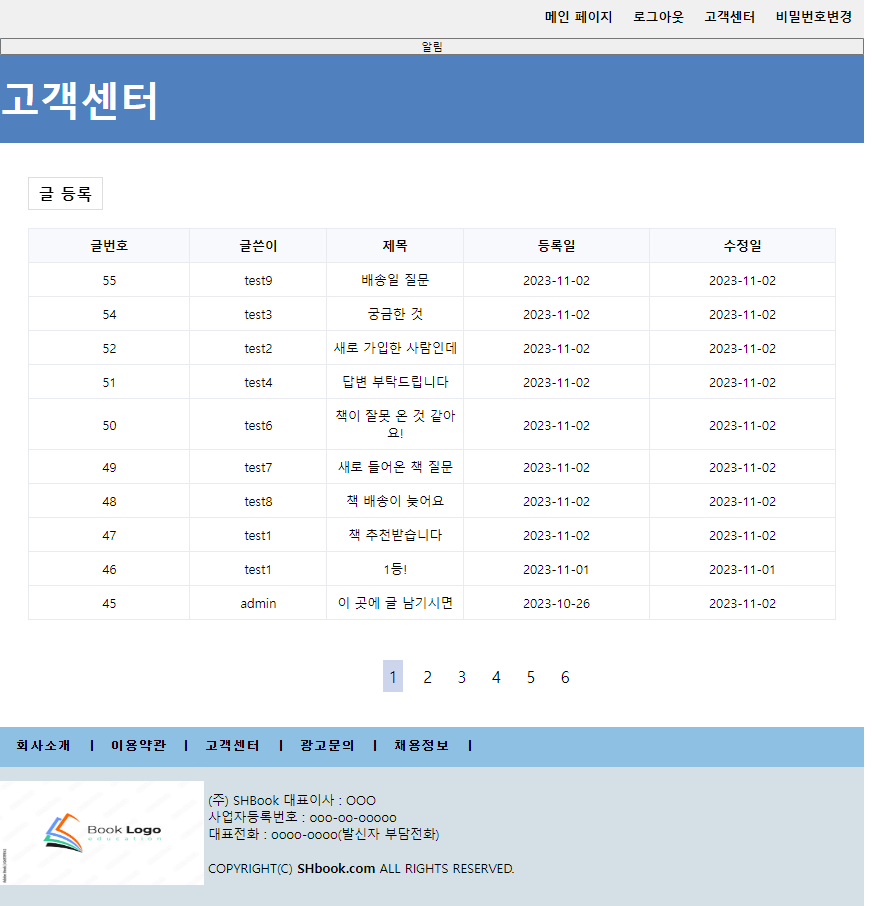 메인 페이지 로그아웃 고객센터 비밀번호변경
알림
고객센터
글 등록
글번호 글쓴이 제목 등록일 수정일
55 test9 배송일 질문 2023-11-02 2023-11-02
54 test3 궁금한 것 2023-11-02 2023-11-02
52 test2 새로 가입한 사람인데 2023-11-02 2023-11-02
51 test4 답변 부탁드립니다 2023-11-02 2023-11-02
50 test6 책이 잘못 온 것 같아 2023-11-02 2023-11-02
요!
49 test7 새로 들어온 책 질문 2023-11-02 2023-11-02
48 test8 책 배송이 늦어요 2023-11-02 2023-11-02
47 test1 책 추천받습니다 2023-11-02 2023-11-02
46 test1 1등! 2023-11-01 2023-11-01
45 admin 이 곳에 글 남기시면 2023-10-26 2023-11-02
1 2 3 4 5 6
회사소개 | 이용약관 | 고객센터 | 광고문의 | 채용정보 |
Book Logo
education
(주) SHBook 대표이사 : OOO
사업자등록번호 : ooo-oo-ooooo
대표전화 : oooo-oooo(발신자 부담전화)
COPYRIGHT(C) SHbook.com ALL RIGHTS RESERVED.